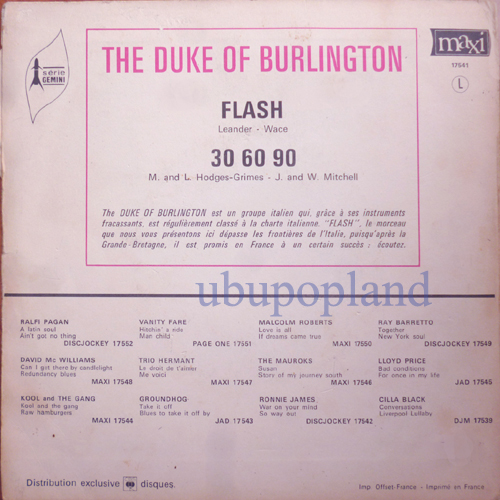 série
GEMINI
maxi
17541
L
THE DUKE OF BURLINGTON
FLASH
Leander - Wace
30 60 90
M. and L. Hodges-Grimes - J. and W. Mitchell
The DUKE OF BURLINGTON est un groupe italien qui, grâce à ses instruments
fracassants, est régulièrement classé à la charte italienne. "FLASH", le morceau
que nous vous présentons ici dépasse les frontières de l'Italie, puisqu'après la
Grande-Bretagne, il est promis en France à un certain succès : écoutez.
ubupopland
RALFI PAGAN
A latin soul
Ain't got no thing
DISCJOCKEY 17552
VANITY FARE
Hitchin' a ride
Man child
PAGE ONE 17551
MALCOLM ROBERTS
Love is all
If dreams came true
MAXI 17550
RAY BARRETTO
Together
New York soul
DISCJOCKEY 17549
DAVID Mc WILLIAMS
Can I get there by candlelight
Redundancy blues
MAXI 17548
TRIO HERMANT
Le droit de t'aimer
Me voici
MAXI 17547
THE MAUROKS
Susan
Story of my journey south
MAXI 17546
LLOYD PRICE
Bad conditions
For once in my life
JAD 17545
KOOL and THE GANG
Kool and the gang
Raw hamburgers
MAXI 17544
GROUNDHOG
Take it off
Blues to take it off by
JAD 17543
RONNIE JAMES
War on your mind
So way out
DISCJOCKEY 17542
CILLA BLACK
Conversations
Liverpool Lullaby
DJM 17539
Distribution exclusive disques.
Imp. Offset-France - Imprimé en France